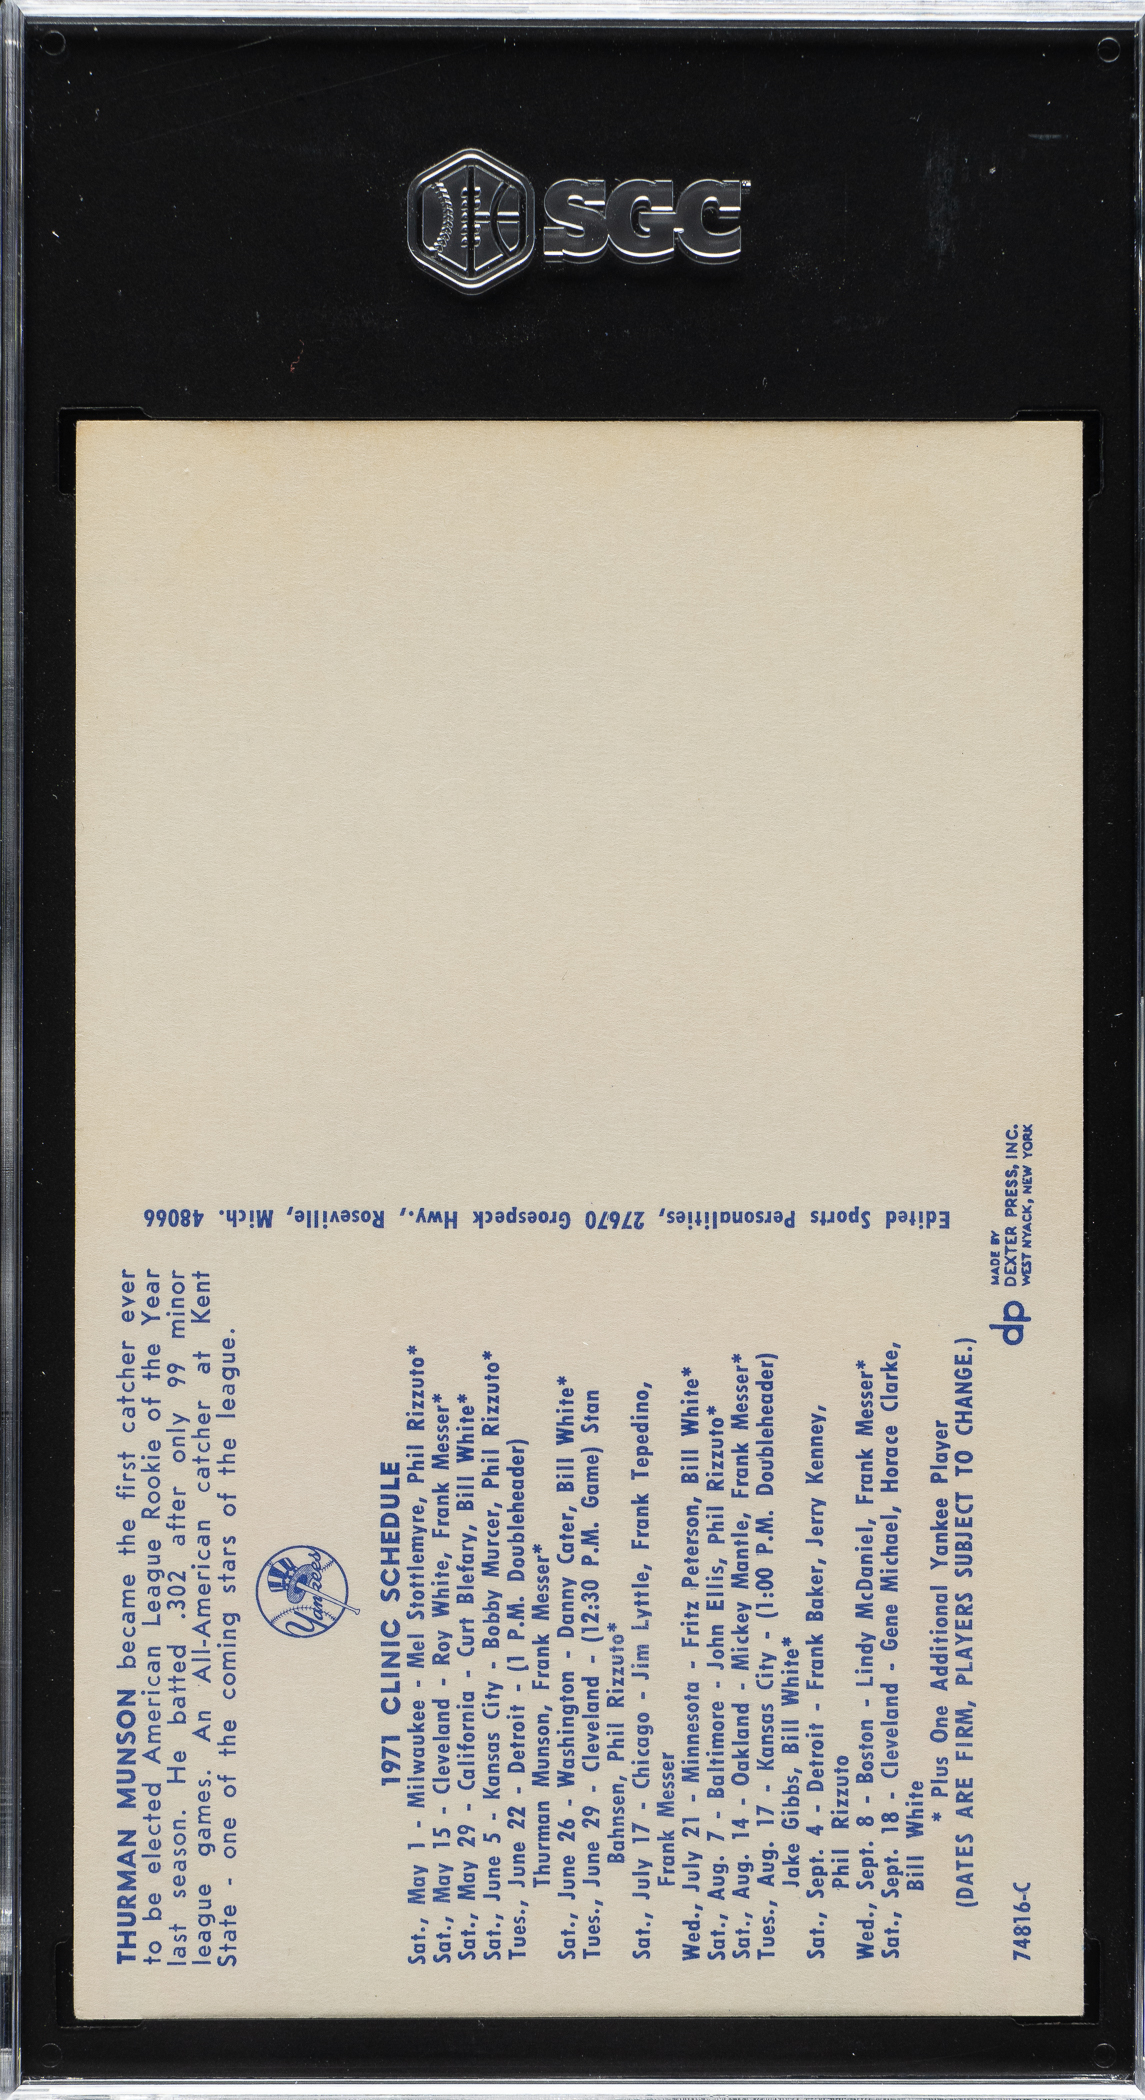 SGC
THURMAN MUNSON became the first catcher ever
to be elected American League Rookie of the Year
last season. He batted .302 after only 99 minor
league games. An All-American catcher at Kent
State - one of the coming stars of the league.
Yankees
1971 CLINIC SCHEDULE
Sat., May 1 - Milwaukee - Mel Stottlemyre, Phil Rizzuto*
Sat., May 15 - Cleveland - Roy White, Frank Messer*
Sat., May 29 - California - Curt Blefary, Bill White*
Sat., June 5 - Kansas City - Bobby Murcer, Phil Rizzuto*
Tues., June 22 - Detroit - (1 P.M. Doubleheader)
Thurman Munson, Frank Messer*
Sat., June 26 - Washington - Danny Cater, Bill White*
Tues., June 29 - Cleveland - (12:30 P.M. Game) Stan
Bahnsen, Phil Rizzuto*
Sat., July 17 - Chicago - Jim Lyttle, Frank Tepedino,
Frank Messer
Wed., July 21 - Minnesota - Fritz Peterson, Bill White*
Sat., Aug. 7 - Baltimore - John Ellis, Phil Rizzuto*
Sat., Aug. 14 - Oakland - Mickey Mantle, Frank Messer*
Tues., Aug. 17 - Kansas City - (1:00 P.M. Doubleheader)
Jake Gibbs, Bill White*
Sat., Sept. 4 - Detroit - Frank Baker, Jerry Kenney,
Phil Rizzuto
Wed., Sept. 8 - Boston - Lindy McDaniel, Frank Messer*
Sat., Sept. 18 - Cleveland - Gene Michael, Horace Clarke,
Bill White
* Plus One Additional Yankee Player
(DATES ARE FIRM, PLAYERS SUBJECT TO CHANGE.)
74816-C
Edited Sports Personalities, 27670 Groespeck Hwy., Roseville, Mich. 48066
dp
MADE BY
DEXTER PRESS, INC.
WEST NYACK, NEW YORK